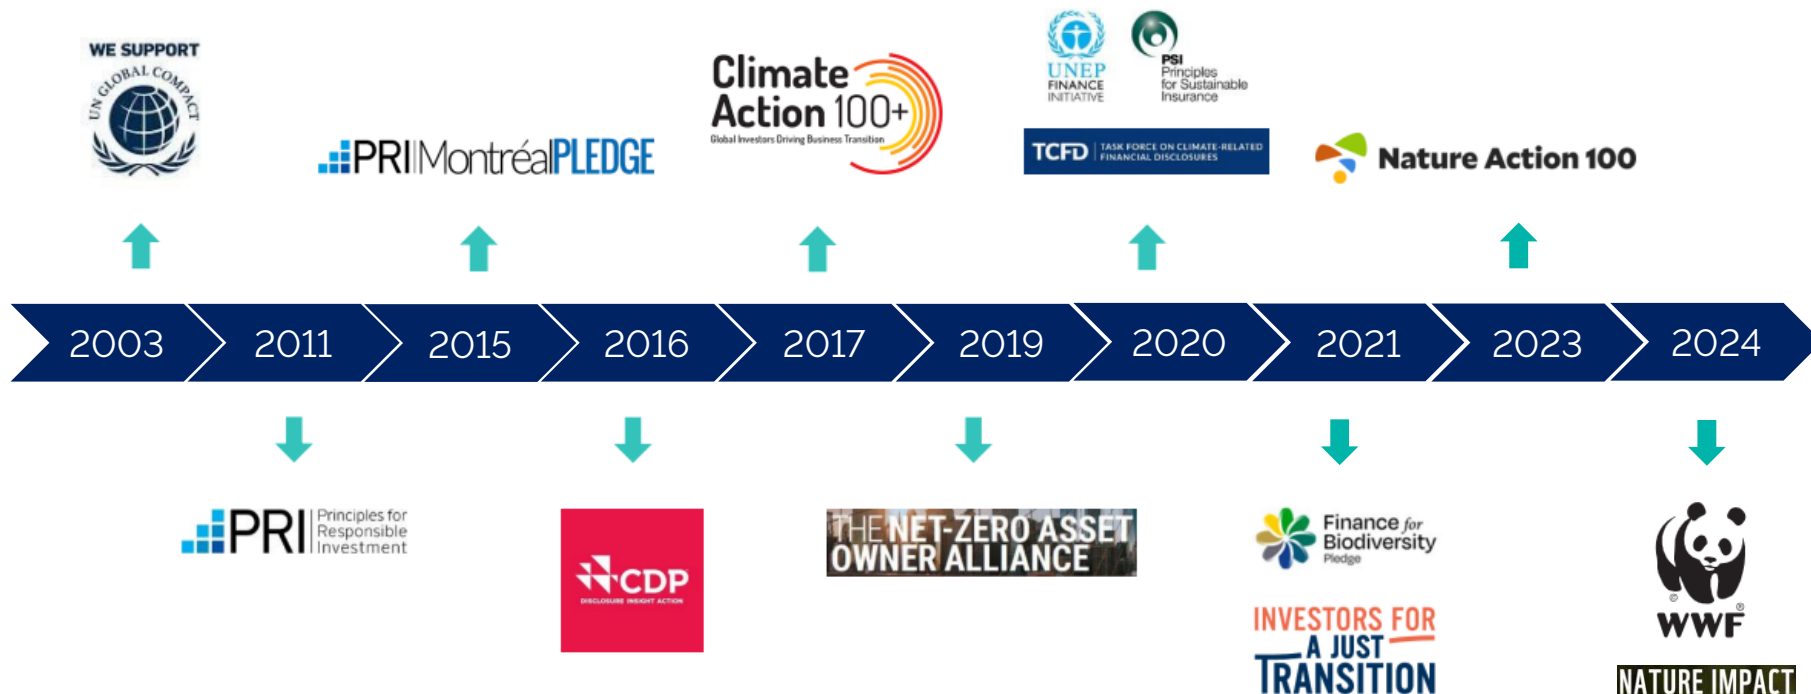 WE SUPPORT
UN GLOBAL COMPACT
PRI Montréal PLEDGE
Climate
Action 100+
Global Investors Driving Business Transition
UNEP
FINANCE
INITIATIVE
PSI
Principles
for Sustainable
Insurance
TCFD
TASK FORCE ON CLIMATE-RELATED
FINANCIAL DISCLOSURES
Nature Action 100
2003
2011
2015
2016
2017
2019
2020
2021
2023
2024
PRI
Principles for
Responsible
Investment
CDP
DISCLOSURE INSIGHT ACTION
THE NET-ZERO ASSET
OWNER ALLIANCE
Finance for
Biodiversity
Pledge
INVESTORS FOR
A JUST
TRANSITION
©
®
WWF
NATURE IMPACT